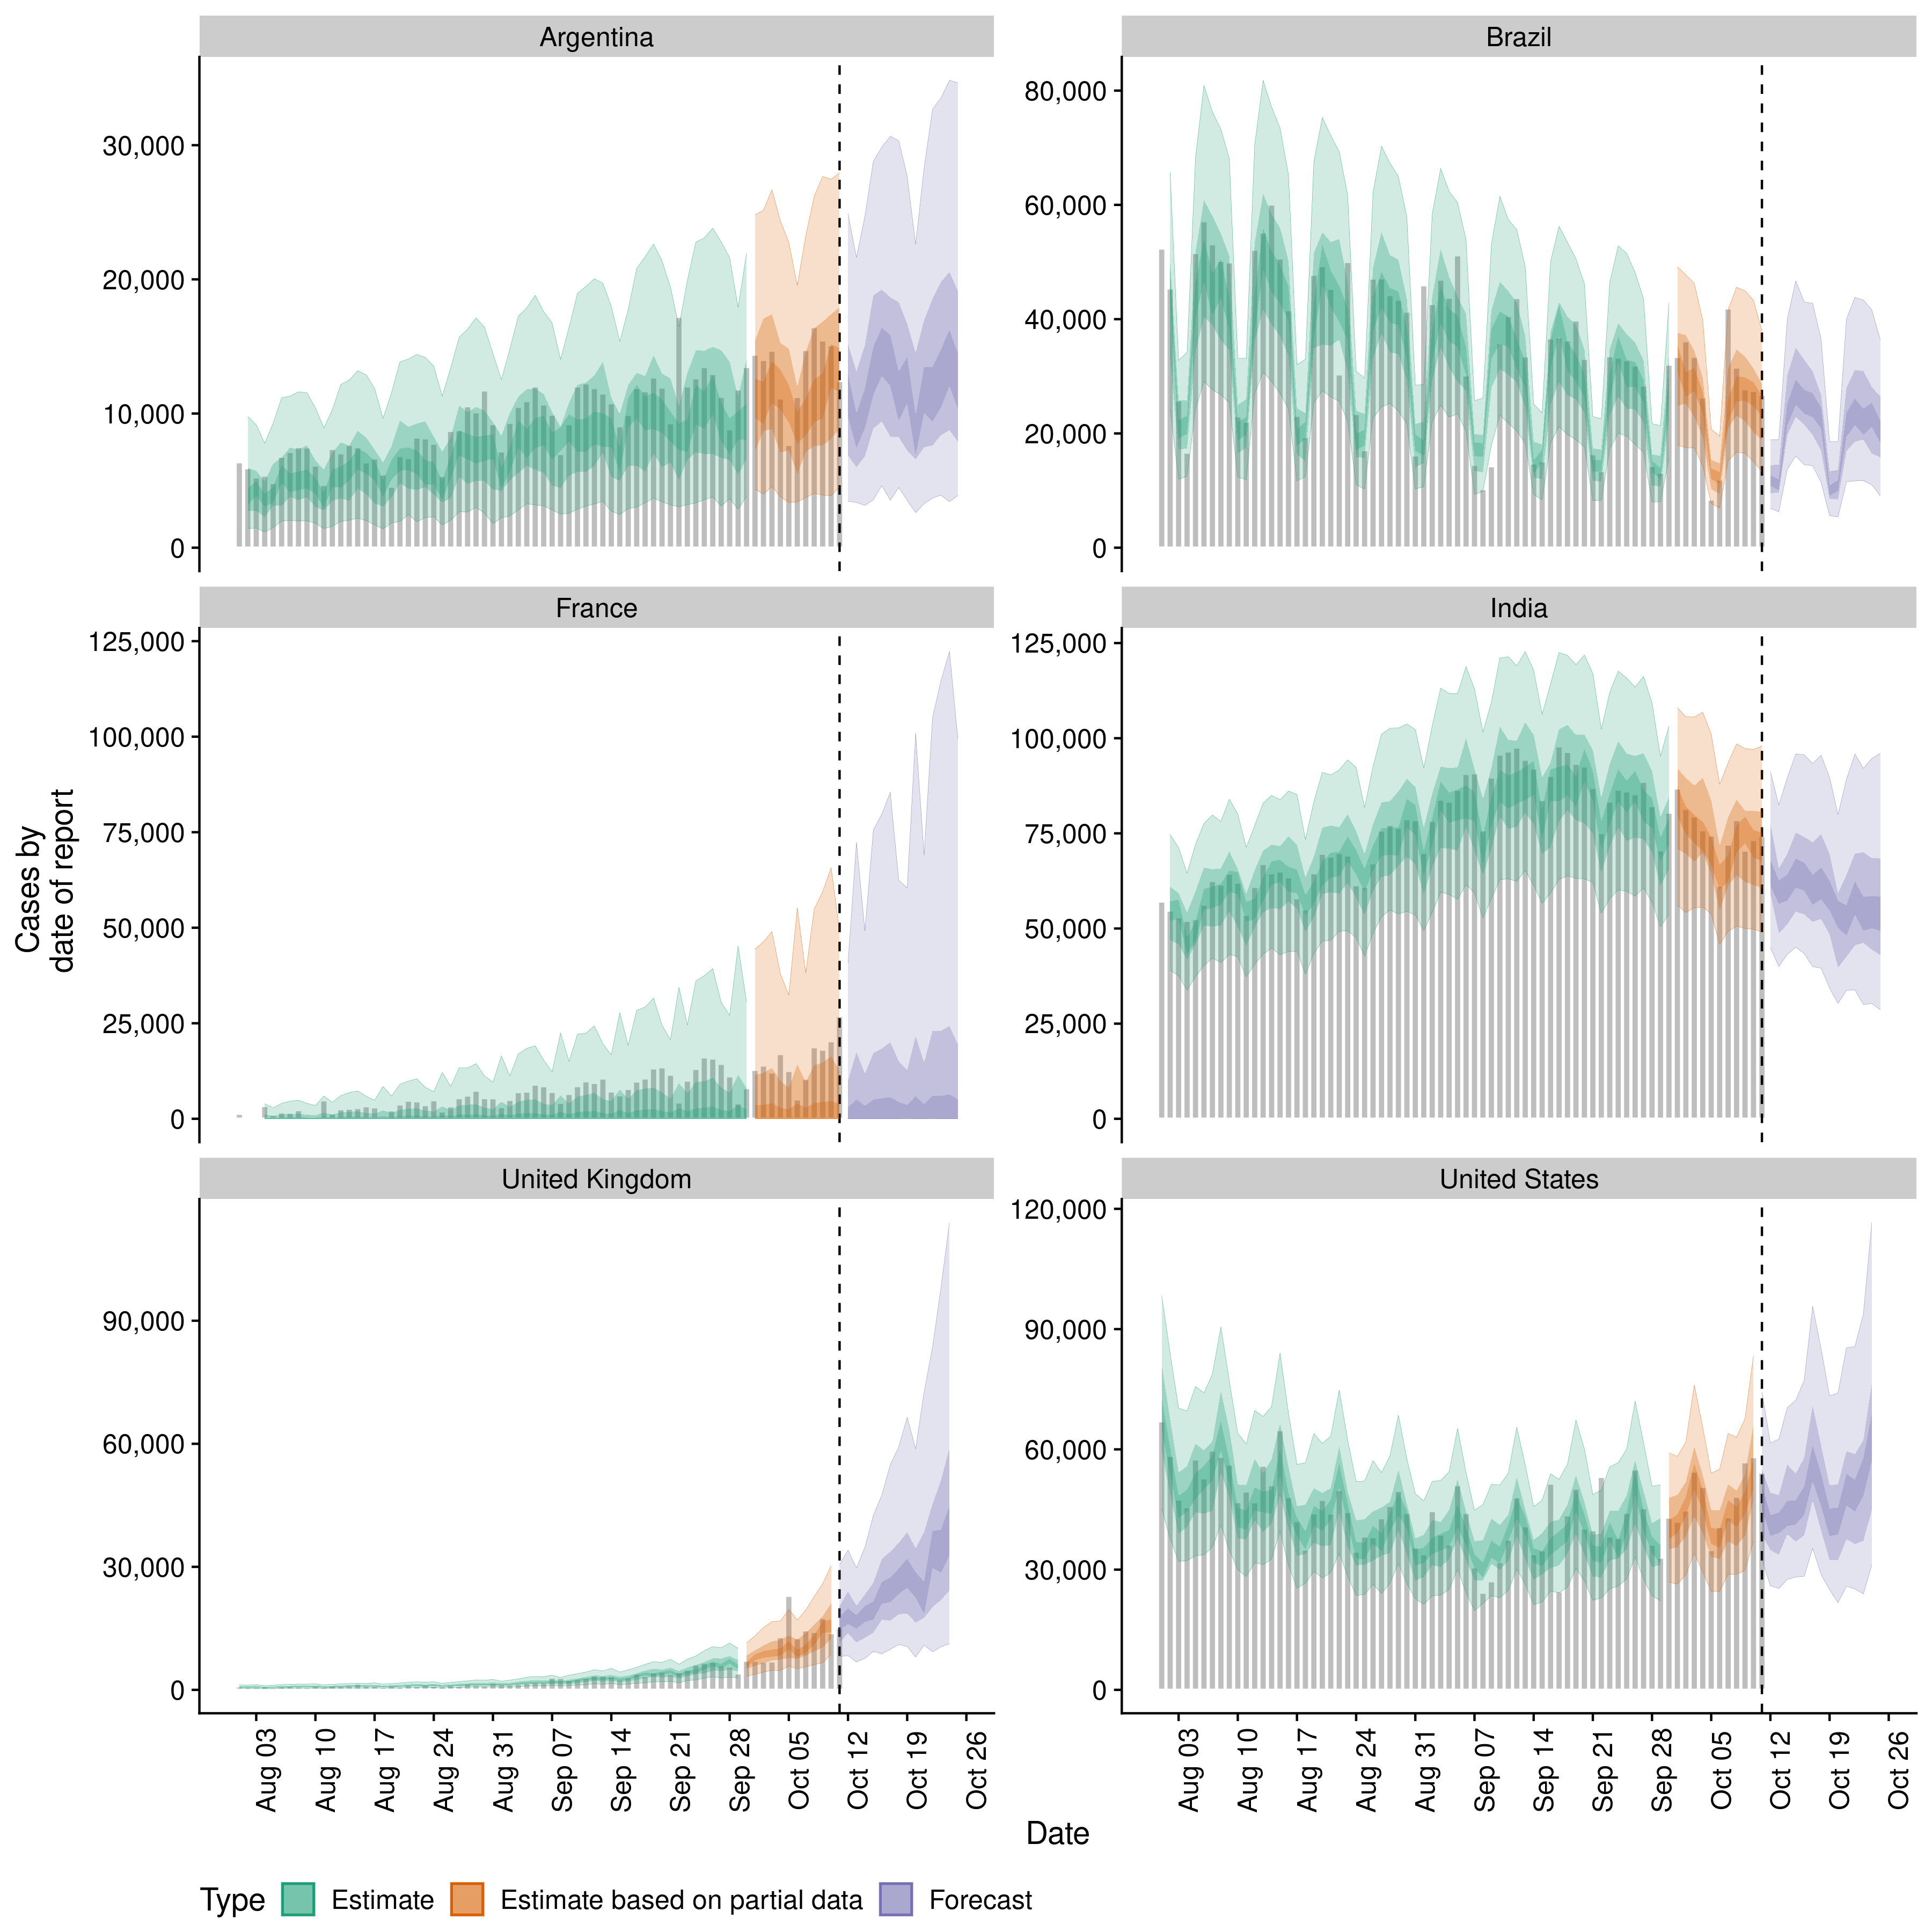 Argentina
Brazil
30,000
20,000
10,000
0
80,000
60,000
40,000
20,000
0
France
India
125,000
100,000
75,000
50,000
25,000
0
125,000
100,000
75,000
50,000
25,000
0
Cases by
date of report
United Kingdom
United States
90,000
60,000
30,000
0
120,000
90,000
60,000
30,000
0
Aug 03
Aug 10
Aug 17
Aug 24
Aug 31
Sep 07
Sep 14
Sep 21
Sep 28
Oct 05
Oct 12
Oct 19
Oct 26
Aug 03
Aug 10
Aug 17
Aug 24
Aug 31
Sep 07
Sep 14
Sep 21
Sep 28
Oct 05
Oct 12
Oct 19
Oct 26
Date
Type
Estimate
Estimate based on partial data
Forecast